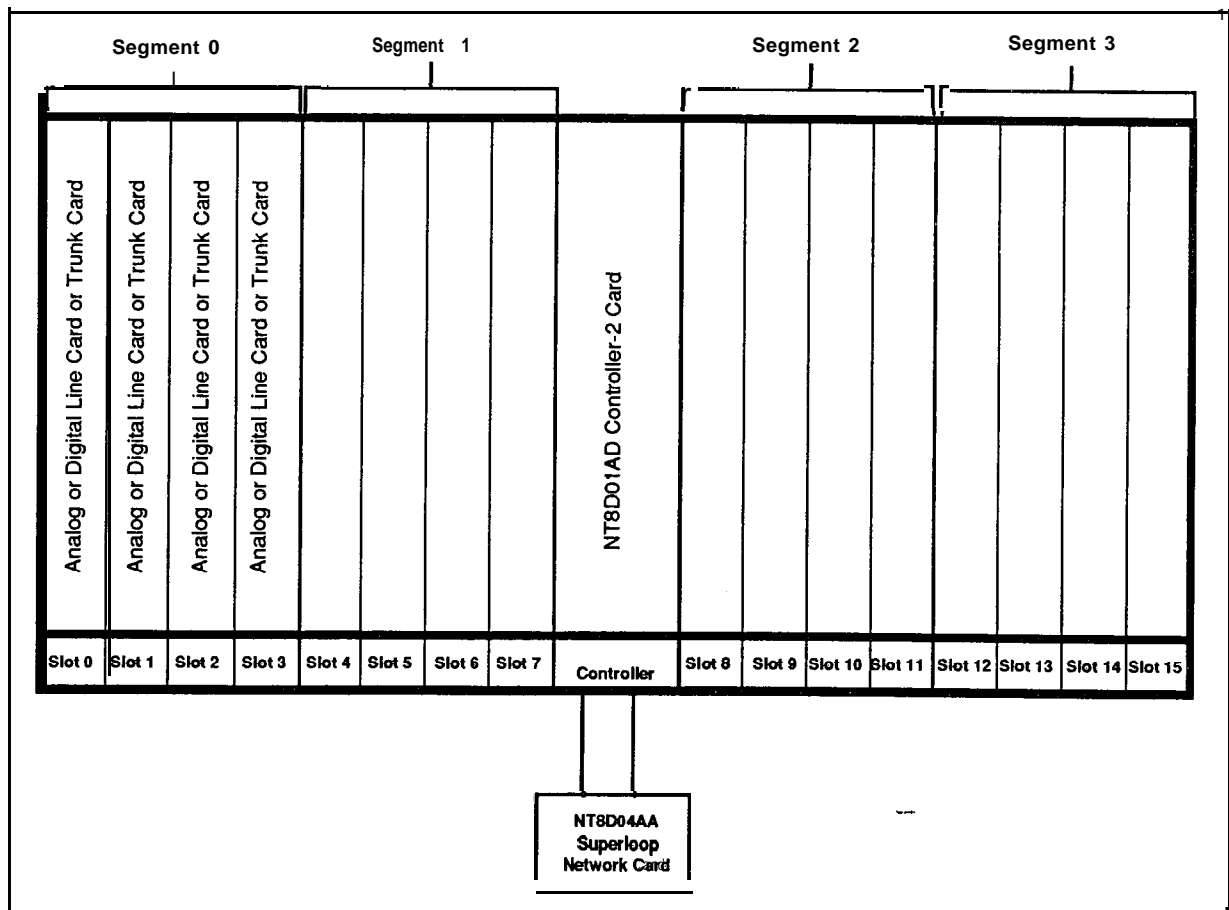 Segment 0
Segment 1
Segment 2
Segment 3
Analog or Digital Line Card or Trunk Card
Analog or Digital Line Card or Trunk Card
Analog or Digital Line Card or Trunk Card
Analog or Digital Line Card or Trunk Card
NT8D01AD Controller-2 Card
Slot 0 Slot 1 Slot 2 Slot 3 Slot 4 Slot 5 Slot 6 Slot 7 Controller Slot 8 Slot 9 Slot 10 Slot 11 Slot 12 Slot 13 Slot 14 Slot 15
NT8D04AA
Superloop
Network Card